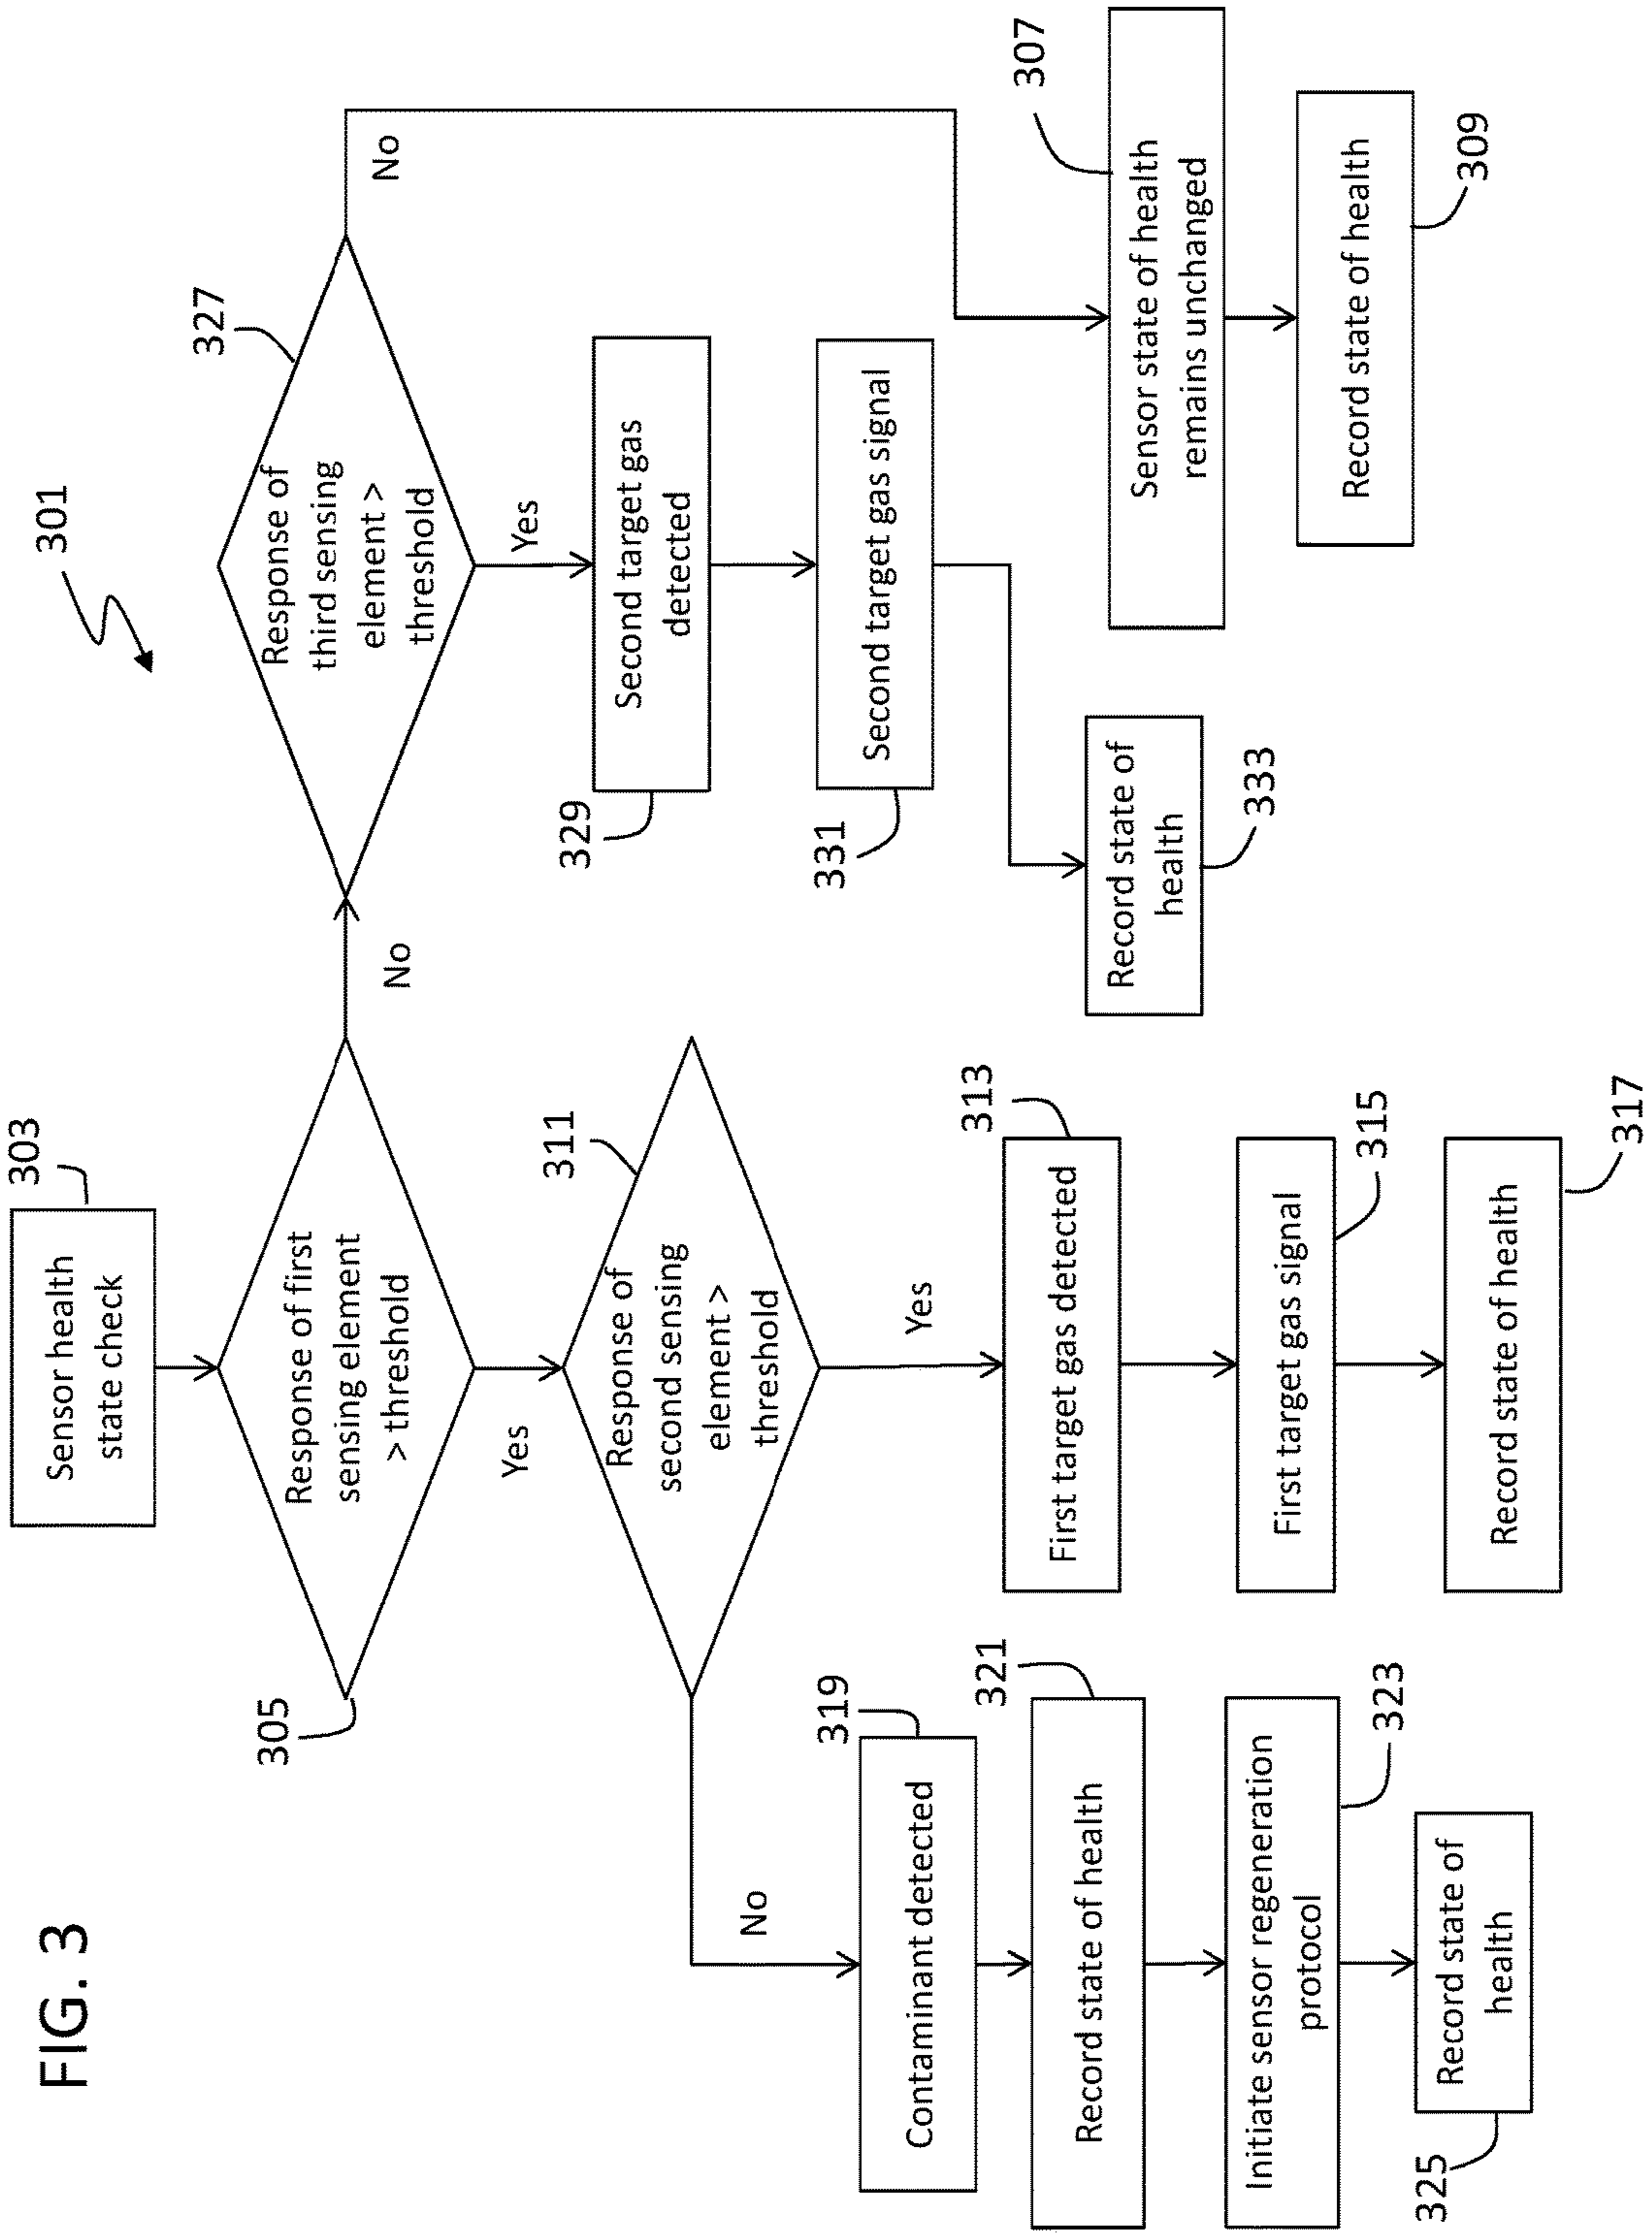 FIG. 3
301
303
Sensor health
state check
305
Response of first
sensing element
> threshold
No
327
Response of
third sensing
element >
threshold
No
Yes
Yes
311
Response of
second sensing
element >
threshold
329
Second target gas
detected
331
Second target gas signal
333
Record state of
health
307
Sensor state of health
remains unchanged
309
Record state of health
No
Yes
319
Contaminant detected
321
Record state of health
323
Initiate sensor regeneration
protocol
325
Record state of
health
313
First target gas detected
315
First target gas signal
317
Record state of health